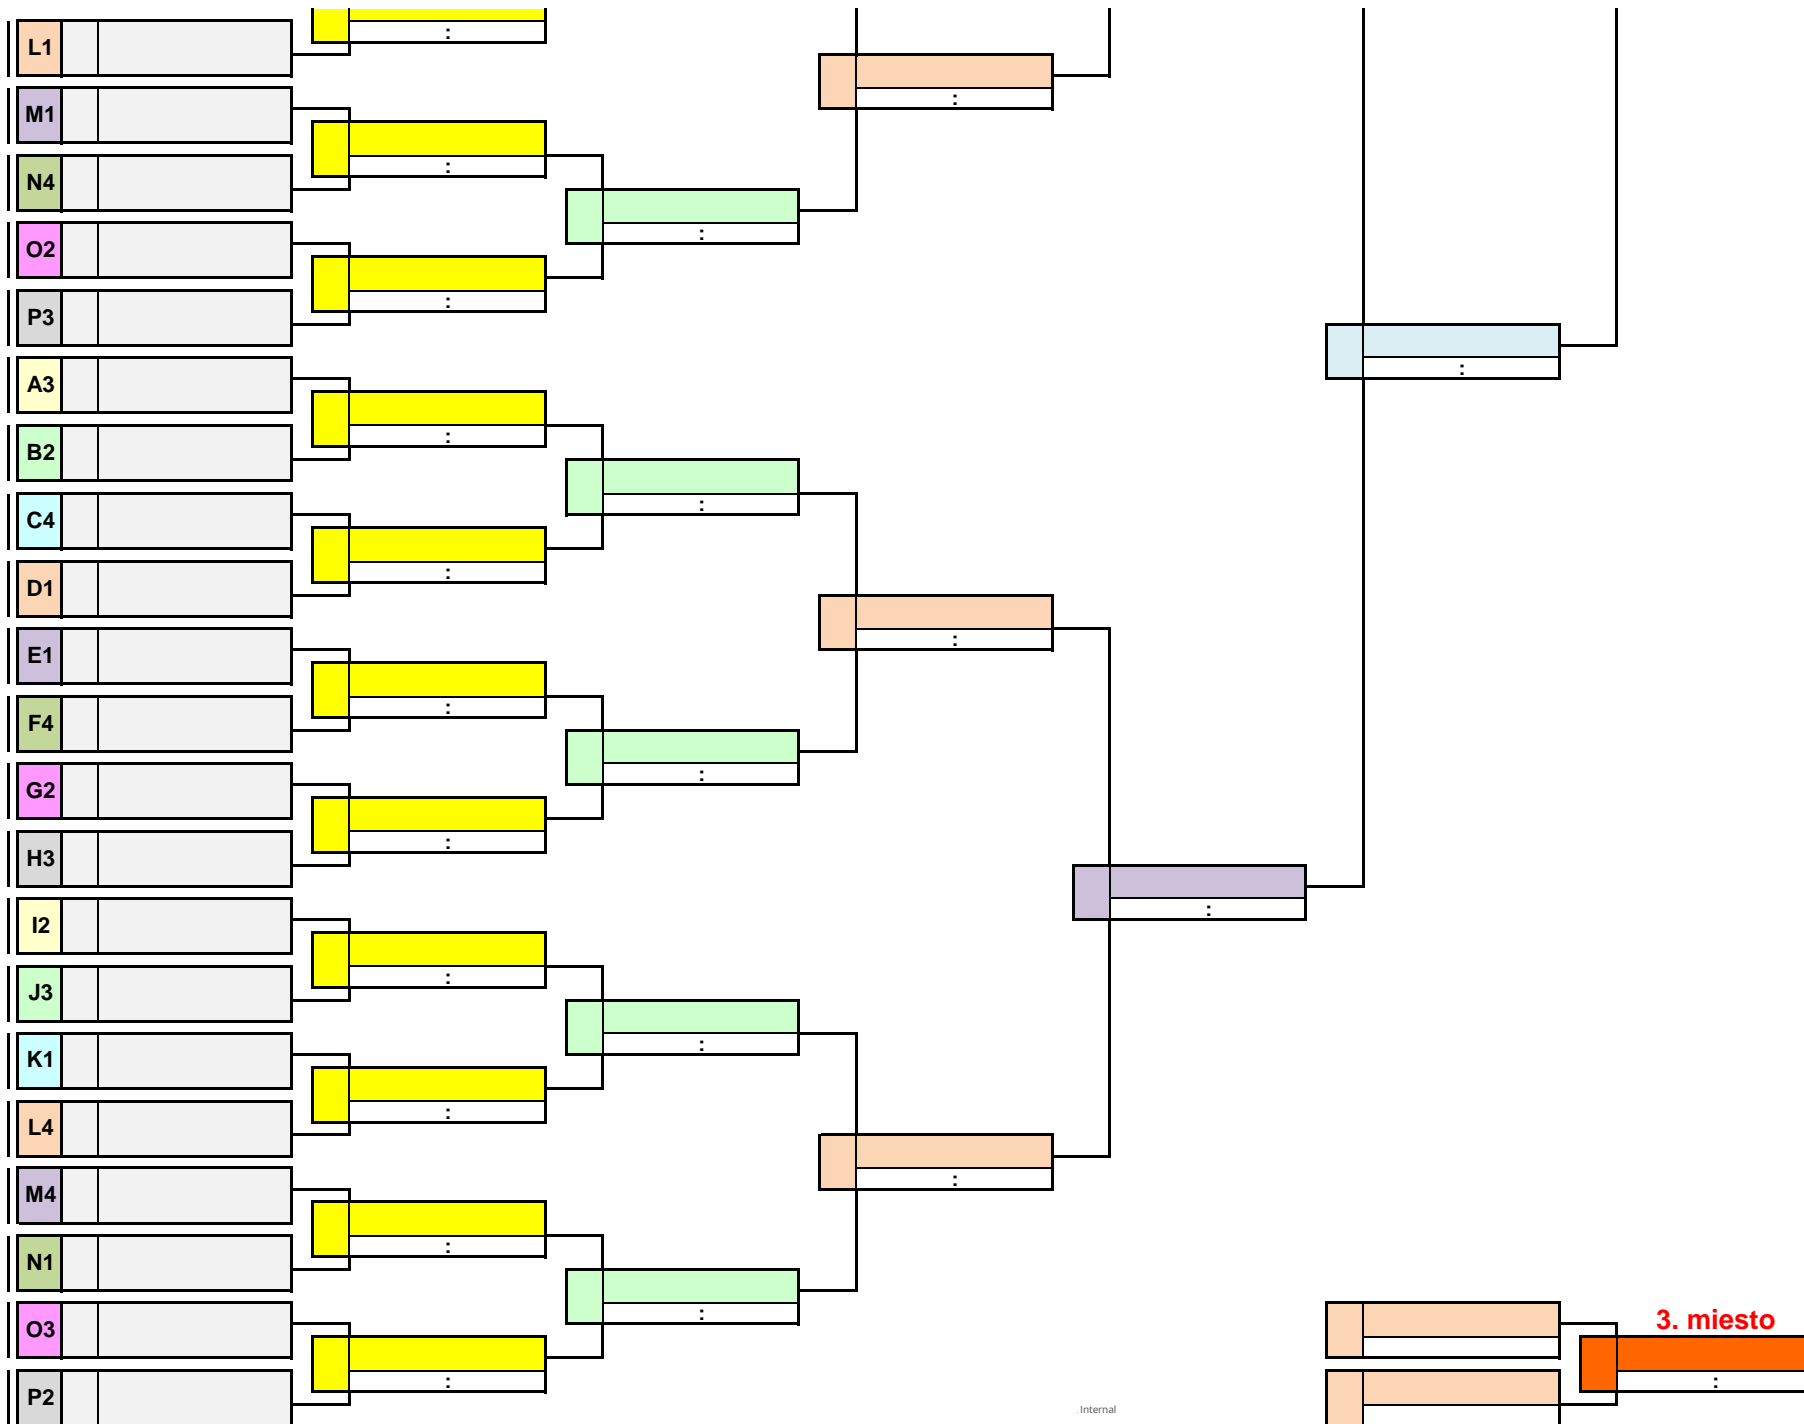 L1
:
:
M1
:
N4
:
O2
:
P3
A3
:
:
B2
:
C4
:
D1
:
E1
:
F4
:
G2
:
H3
:
I2
:
J3
:
K1
:
L4
:
M4
:
N1
:
O3
3. miesto
:
:
P2
Internal